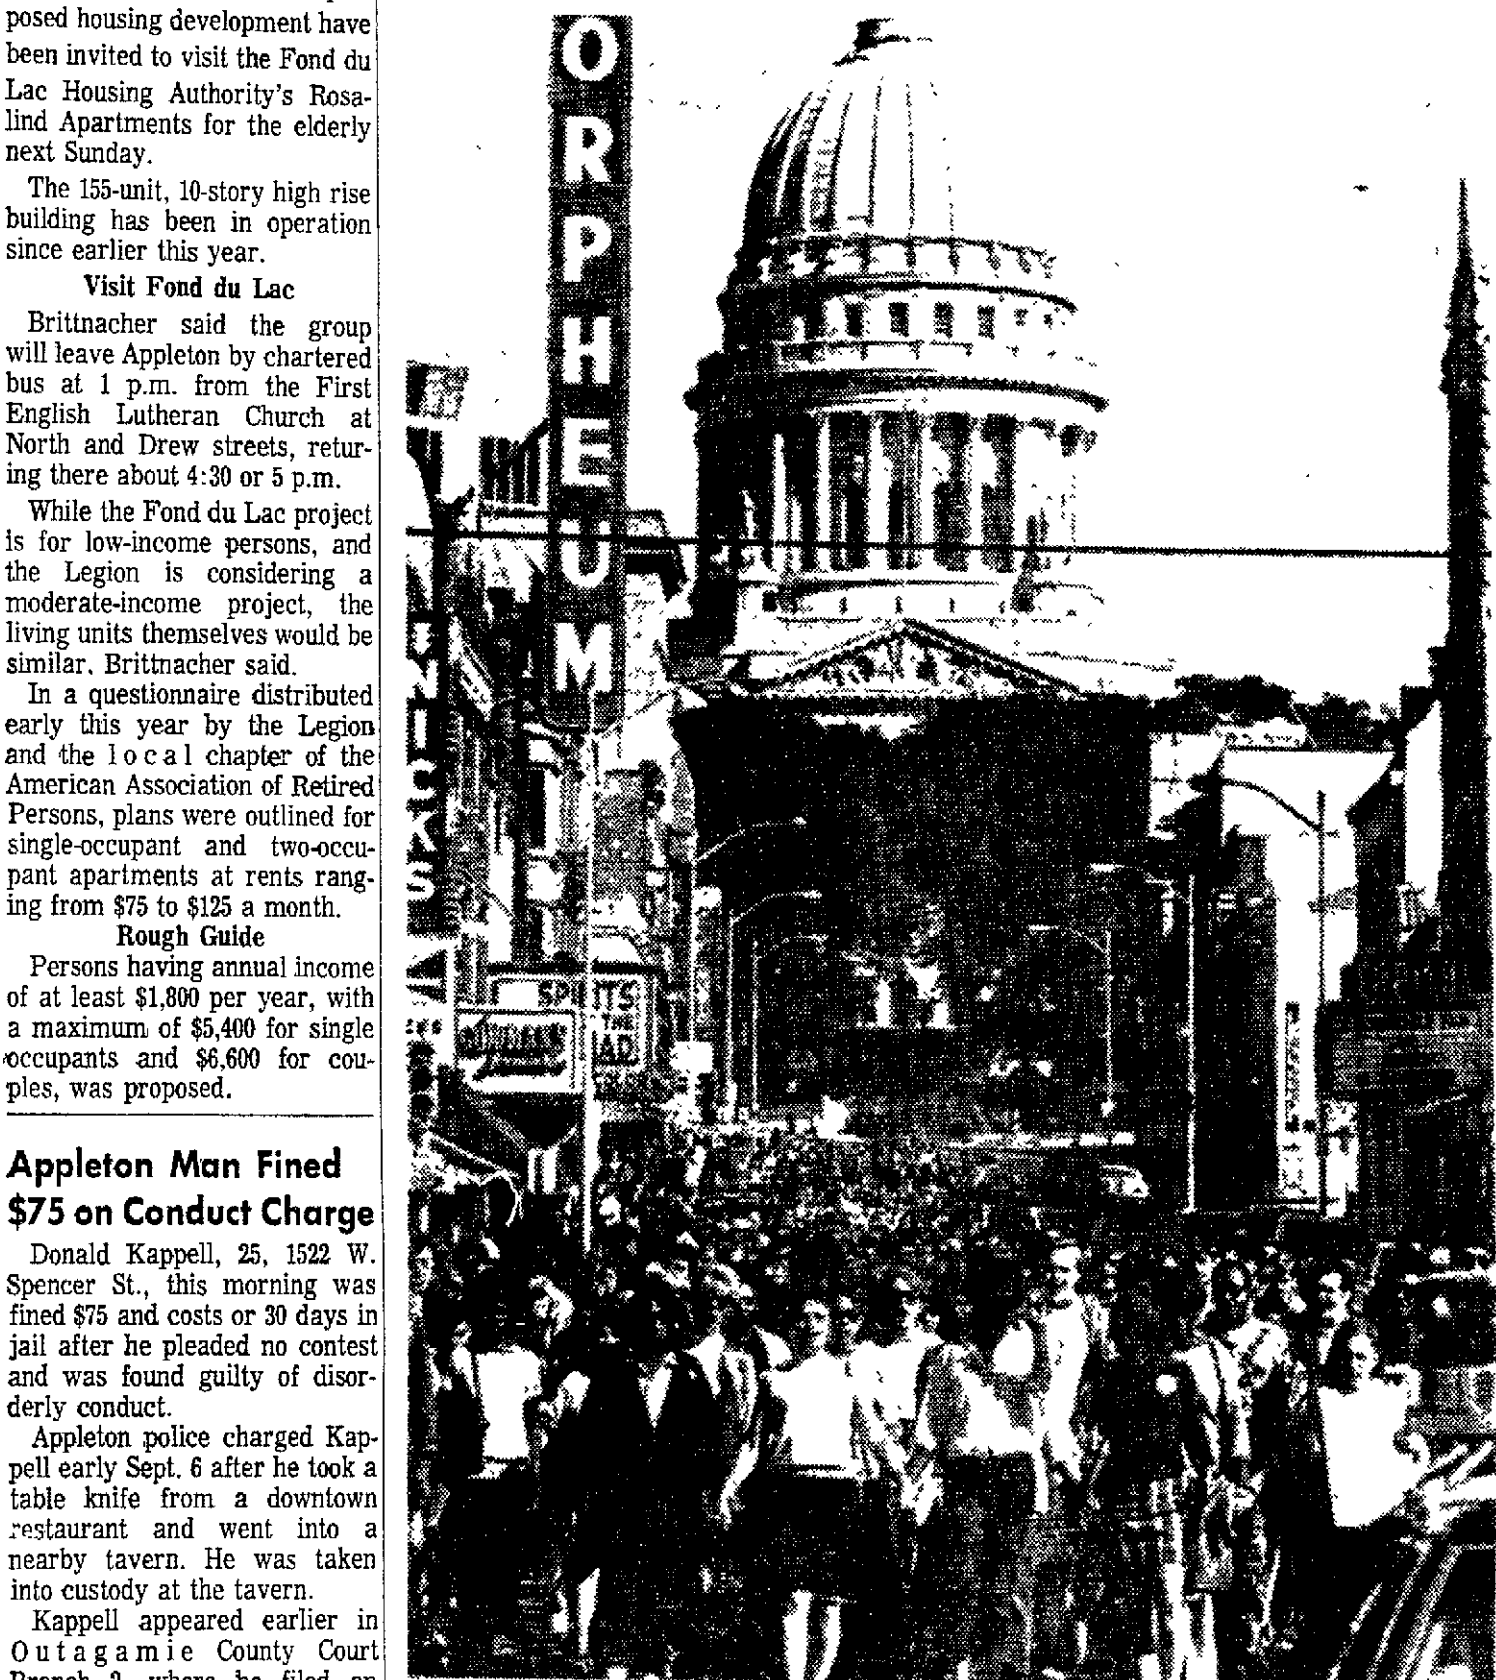 posed housing development have
been invited to visit the Fond du
Lac Housing Authority's Rosa-
lind Apartments for the elderly
next Sunday.
The 155-unit, 10-story high rise
building has been in operation
since earlier this year.
Visit Fond du Lac
Brittnacher said the group
will leave Appleton by chartered
bus at 1 p.m. from the First
English Lutheran Church at
North and Drew streets, retur-
ing there about 4:30 or 5 p.m.
While the Fond du Lac project
is for low-income persons, and
the Legion is considering a
moderate-income project, the
living units themselves would be
similar, Brittnacher said.
In a questionnaire distributed
early this year by the Legion
and the local chapter of the
American Association of Retired
Persons, plans were outlined for
single-occupant and two-occu-
pant apartments at rents rang-
ing from $75 to $125 a month.
Rough Guide
Persons having annual income
of at least $1,800 per year, with
a maximum of $5,400 for single
occupants and $6,600 for cou-
ples, was proposed.
Appleton Man Fined
$75 on Conduct Charge
Donald Kappell, 25, 1522 W.
Spencer St., this morning was
fined $75 and costs or 30 days in
jail after he pleaded no contest
and was found guilty of disor-
derly conduct.
Appleton police charged Kap-
pell early Sept. 6 after he took a
table knife from a downtown
restaurant and went into a
nearby tavern. He was taken
into custody at the tavern.
Kappell appeared earlier in
Outagamie County Court
Branch 2, where he filed an
ORPHEUM
SPIRITS
THE